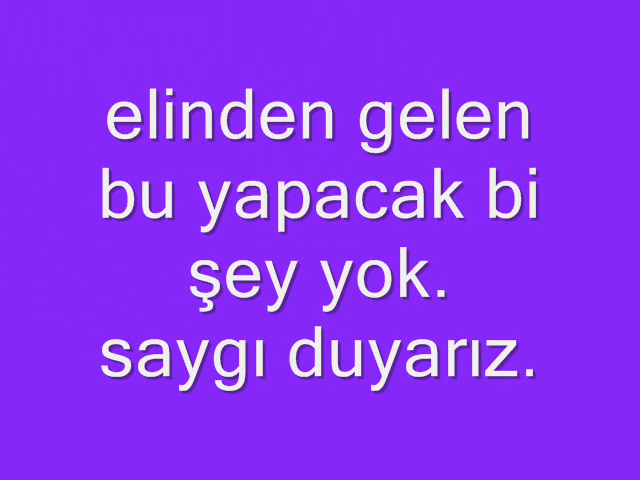 elinden gelen
bu yapacak bi
şey yok.
saygı duyarız.